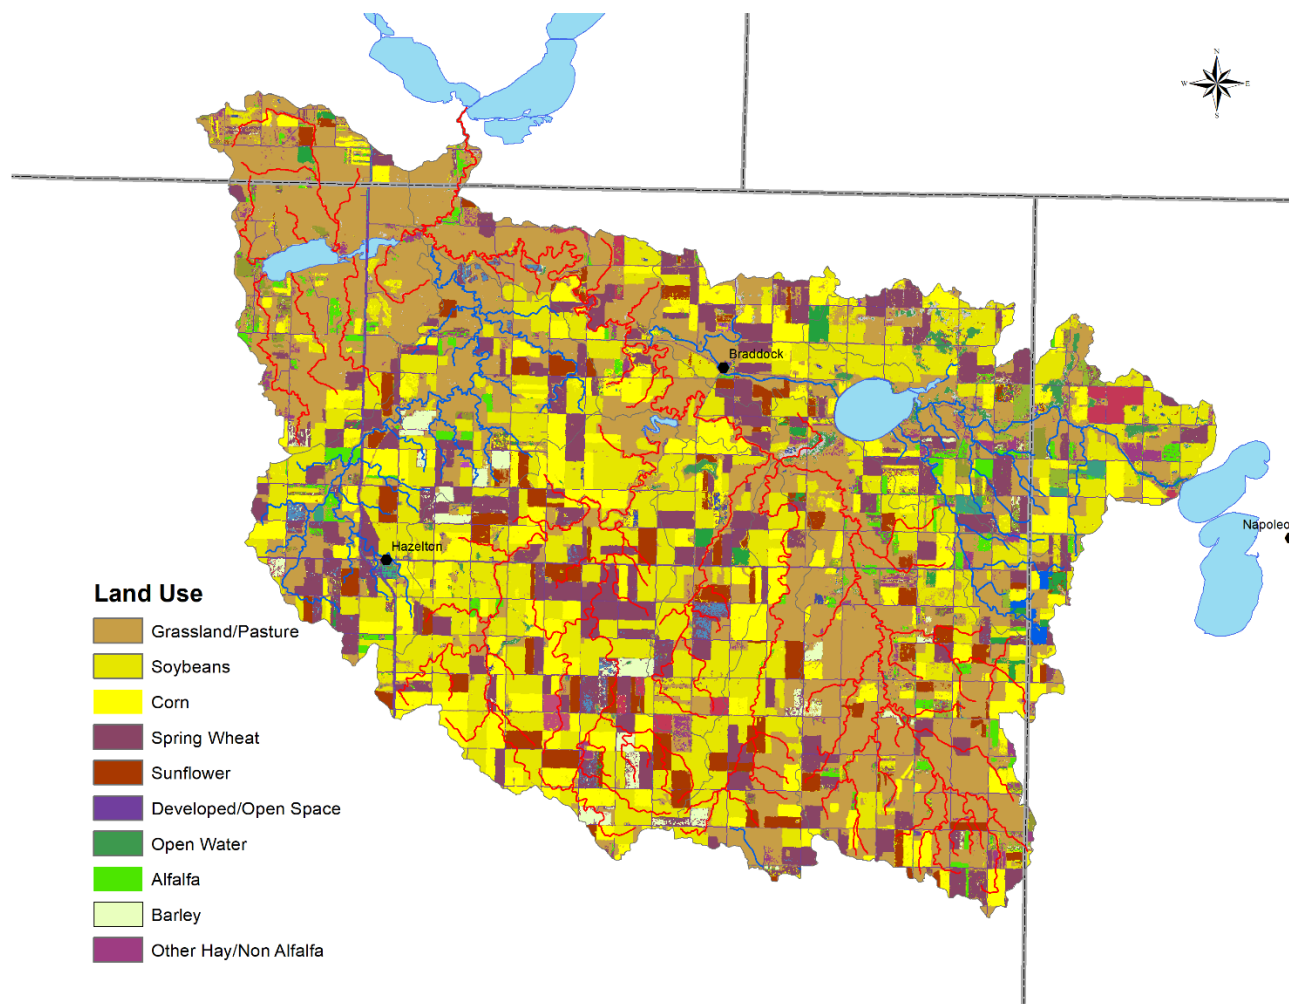 N
W E
S
Braddock
Napoleo
Hazelton
Land Use
Grassland/Pasture
Soybeans
Corn
Spring Wheat
Sunflower
Developed/Open Space
Open Water
Alfalfa
Barley
Other Hay/Non Alfalfa